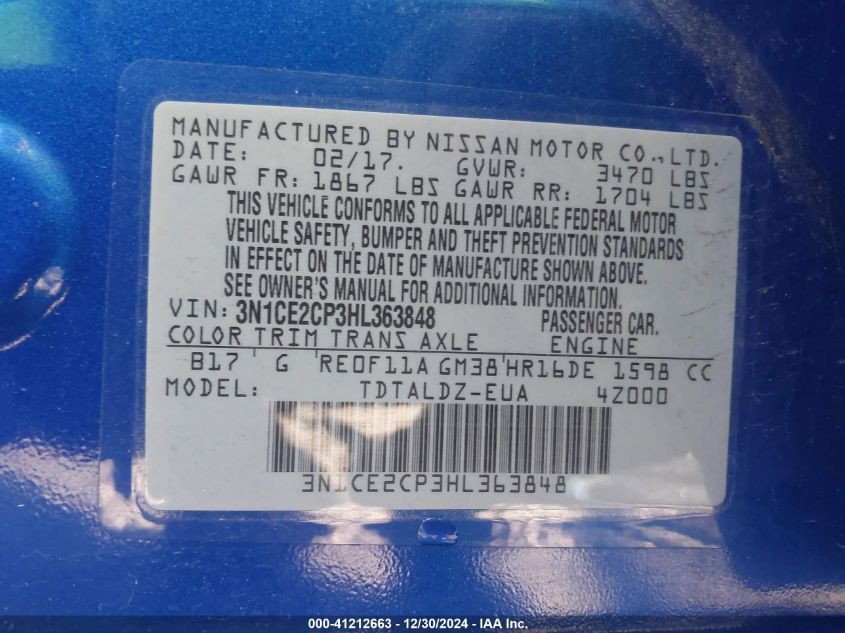 MANUFACTURED BY NISSAN MOTOR CO.,LTD.
DATE: 02/17. GVWR: 3470 LBS
GAWR FR: 1867 LBS GAWR RR: 1704 LBS
THIS VEHICLE CONFORMS TO ALL APPLICABLE FEDERAL MOTOR
VEHICLE SAFETY, BUMPER AND THEFT PREVENTION STANDARDS
IN EFFECT ON THE DATE OF MANUFACTURE SHOWN ABOVE.
SEE OWNER'S MANUAL FOR ADDITIONAL INFORMATION.
VIN: 3N1CE2CP3HL363848 PASSENGER CAR.
COLOR TRIM TRANS AXLE ENGINE
B17 G RE0F11A GM38 HR16DE 1598 CC
MODEL: TDTALDZ-EUA 4Z000
3N1CE2CP3HL363848
000-41212663 - 12/30/2024 - IAAI.com